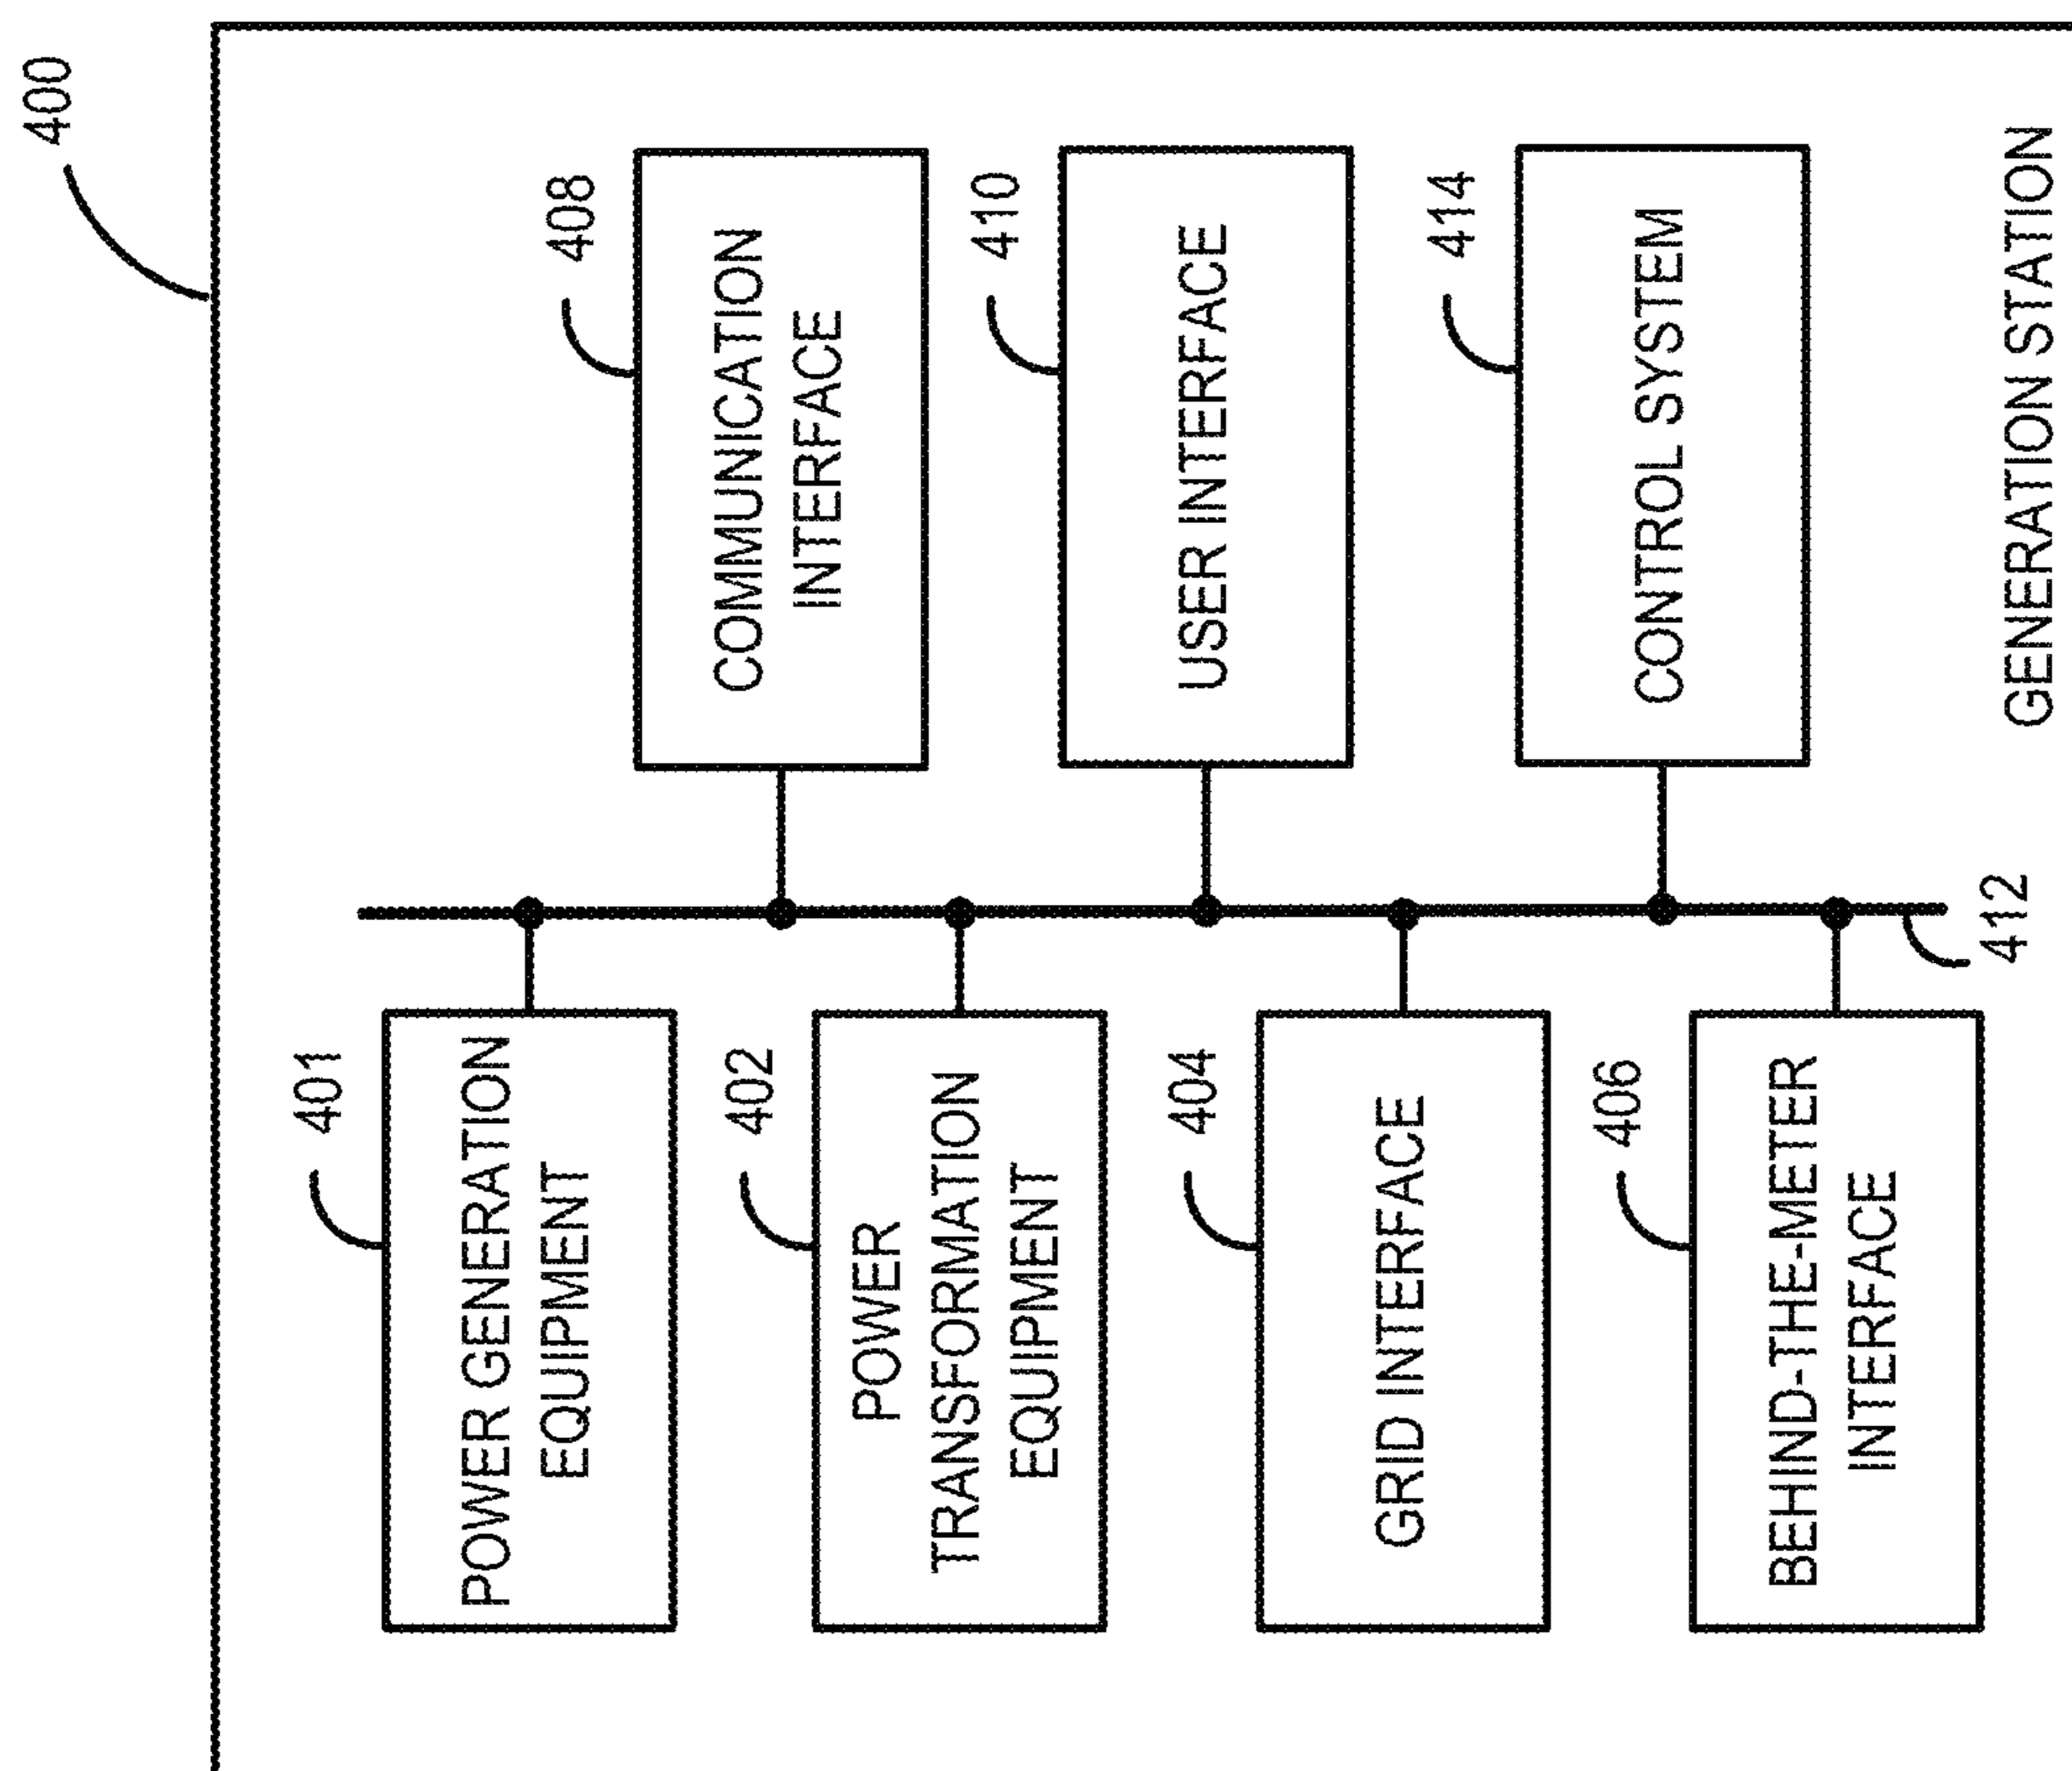 400
401
POWER GENERATION
EQUIPMENT
408
COMMUNICATION
INTERFACE
402
POWER
TRANSFORMATION
EQUIPMENT
410
USER INTERFACE
404
GRID INTERFACE
414
CONTROL SYSTEM
406
BEHIND-THE-METER
INTERFACE
412
GENERATION STATION